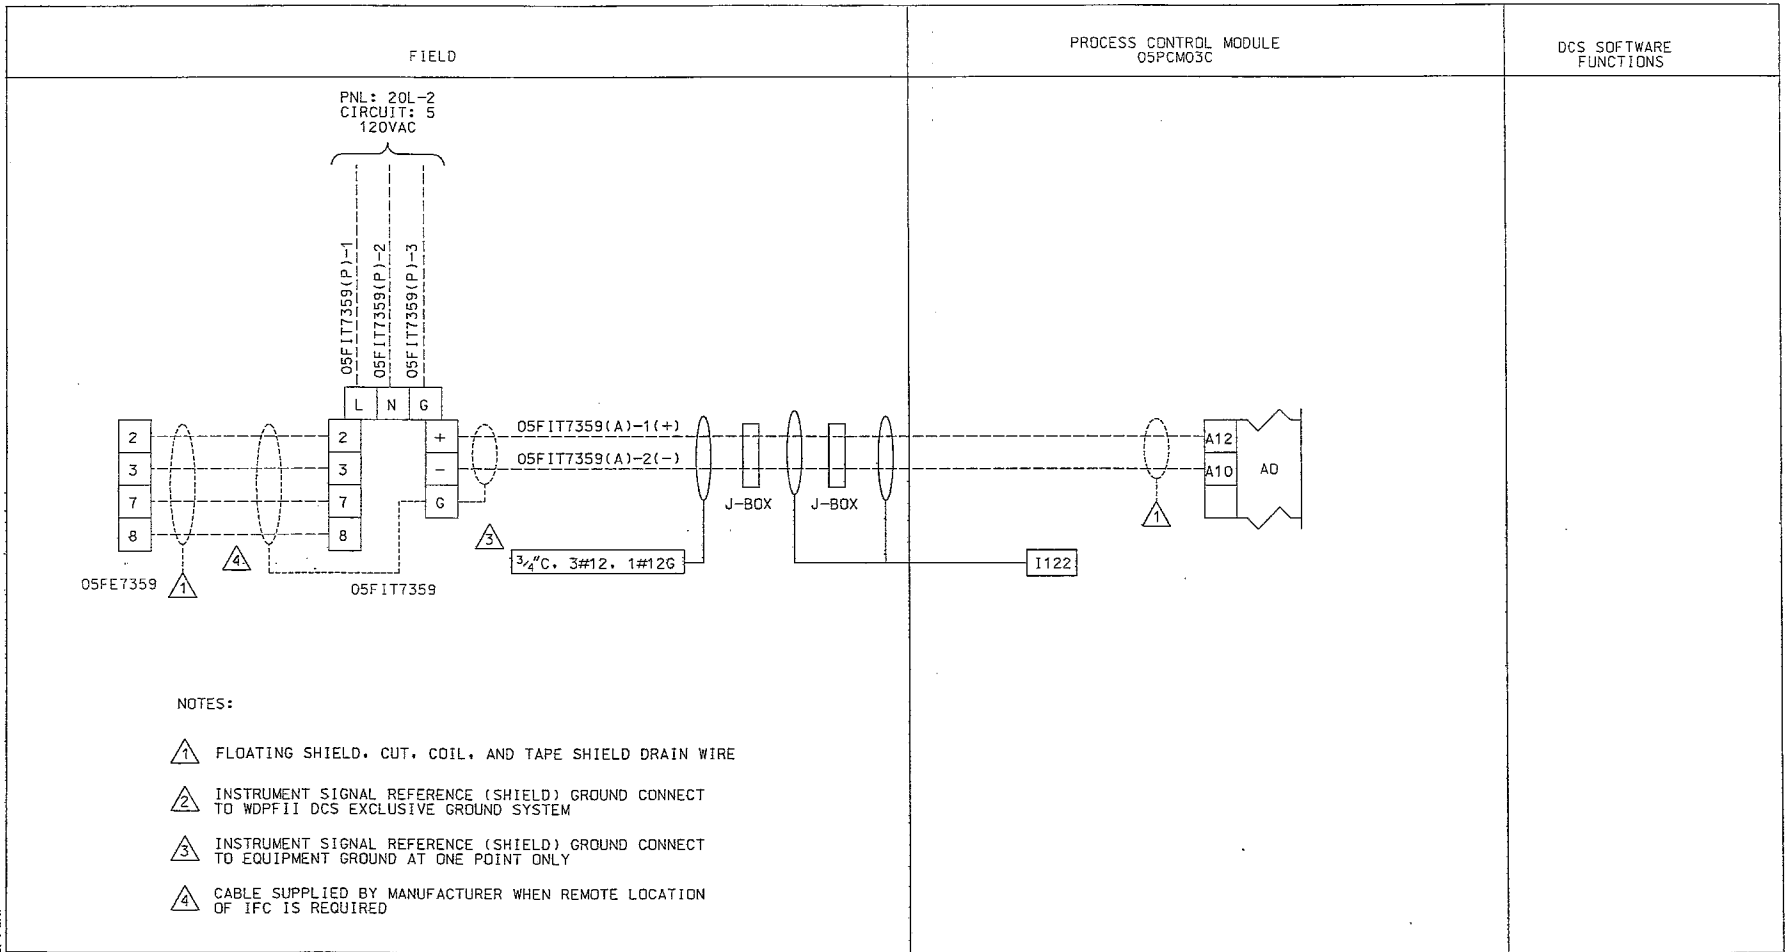 FIELD
PROCESS CONTROL MODULE
05PCM03C
DCS SOFTWARE
FUNCTIONS
PNL: 20L-2
CIRCUIT: 5
120VAC
05FIT7359(P)-1
05FIT7359(P)-2
05FIT7359(P)-3
L N G
2
3
7
8
05FE7359
1
4
2
3
7
8
05FIT7359
+
-
G
3
05FIT7359(A)-1(+)
05FIT7359(A)-2(-)
J-BOX
J-BOX
3/4"C, 3#12, 1#12G
I122
1
A12
A10
AO
NOTES:
1 FLOATING SHIELD. CUT, COIL, AND TAPE SHIELD DRAIN WIRE
2 INSTRUMENT SIGNAL REFERENCE (SHIELD) GROUND CONNECT
TO WDPFII DCS EXCLUSIVE GROUND SYSTEM
3 INSTRUMENT SIGNAL REFERENCE (SHIELD) GROUND CONNECT
TO EQUIPMENT GROUND AT ONE POINT ONLY
4 CABLE SUPPLIED BY MANUFACTURER WHEN REMOTE LOCATION
OF IFC IS REQUIRED